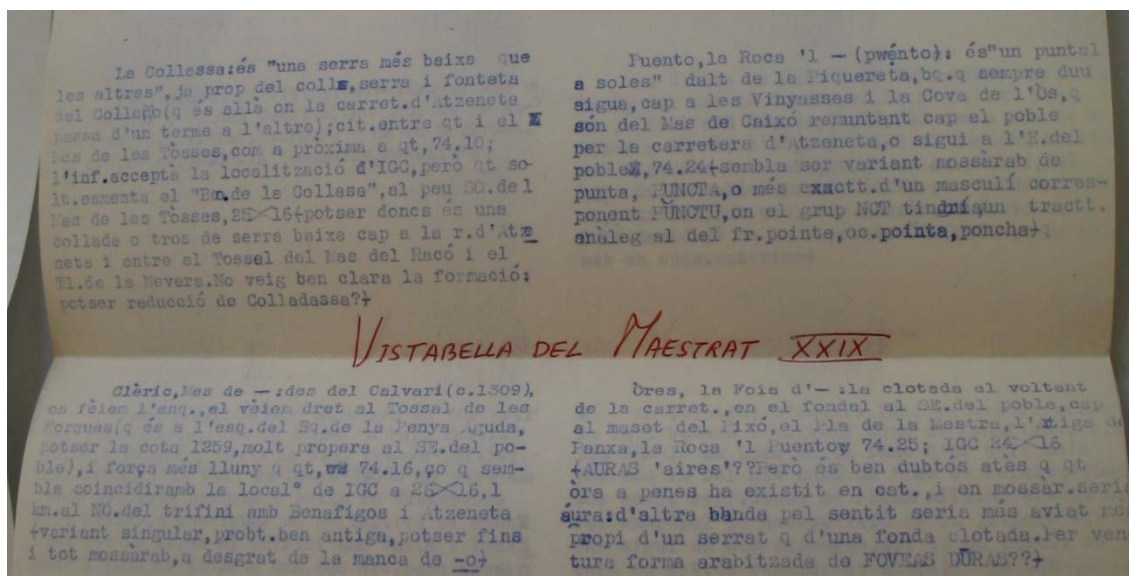 La Collassa:és "una serra més baixa que
les altres",ja prop del coll,serra i fonteta
del Collado(q és allà on la carret.d'Atzeneta
passa d'un terme a l'altre);cit.entre qt i el
Mas de les Tòsses,com a pròxima a qt,74.10;
l'inf.accepta la localització d'IGC,però qt so-
lt.esmenta el "Bn.de la Collasa",al peu SO.del
Mas de les Tòsses,25×16+potser doncs és una
collada o tros de serra baixa cap a la r.d'Atze
neta i entre el Tossal del Mas del Racó i el
Tl.de la Nevera.No veig ben clara la formació:
potser reducció de Colladassa?+
Puento,la Roca 'l — (pwénto): és"un puntal
a soles" dalt de la Piquereta,bq.q sempre duu
aigua,cap a les Vinyasses i la Cova de l'Òs,q
són del Mas de Caixó remuntant cap al poble
per la carretera d'Atzeneta,o sigui a l'E.del
poble,74.24+sembla ser variant mossàrab de
punta, PUNCTA,o més exactt.d'un masculí corres-
ponent PŬNCTU,on el grup NCT tindria un tractt.
anàleg al del fr.pointe,oc.pointa,poncha+
VISTABELLA DEL MAESTRAT XXIX
Clèric,Mas de — :des del Calvari(c.1309),
on fèiem l'enq.,el vèiem dret al Tossal de les
Forques(q és a l'esq.del Bq.de la Penya Aguda,
potser la cota 1259,molt propera al SE.del po-
ble),i força més lluny q qt, 74.16,ço q sem-
bla coincidiramb la local° de IGC a 26×16,1
km.al NO.del trifini amb Benafigos i Atzeneta
+variant singular,probt.ben antiga,potser fins
i tot mossàrab,a desgrat de la manca de -o+
Òres, la Foia d'— :la clotada al voltant
de la carret.,en el fondal al SE.del poble,cap
al maset del Pixó,el Pla de la Mestra,l' de
Panxa,la Roca 'l Puento, 74.25; IGC 24×16
+AURAS 'aires'??Però és ben dubtós atès q qt
òra a penes ha existit en cat.,i en mossàr.seria
áura:d'altra banda pel sentit seria més aviat més
propi d'un serrat q d'una fonda clotada.Per ven
tura forma arabitzada de FOVEAS DŪRAS??+